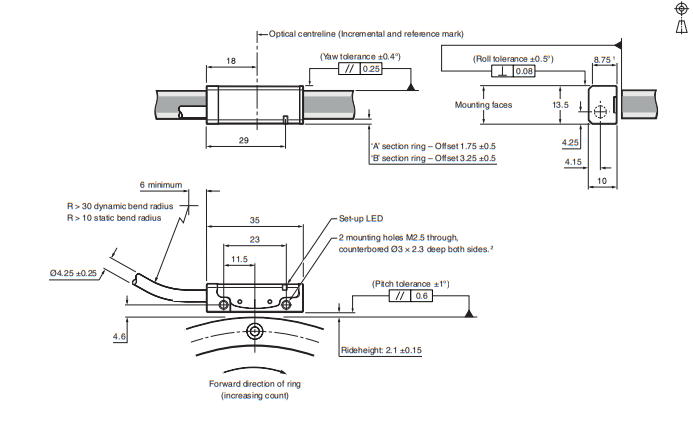 Optical centreline (Incremental and reference mark)
(Yaw tolerance ±0.4°)
// 0.25
18
29
'A' section ring – Offset 1.75 ±0.5
'B' section ring – Offset 3.25 ±0.5
(Roll tolerance ±0.5°)
⊥ 0.08
8.75 ¹
Mounting faces
13.5
4.25
4.15
10
6 minimum
R > 30 dynamic bend radius
R > 10 static bend radius
35
23
11.5
Set-up LED
2 mounting holes M2.5 through,
counterbored Ø3 × 2.3 deep both sides. ²
Ø4.25 ±0.25
(Pitch tolerance ±1°)
// 0.6
4.6
Rideheight: 2.1 ±0.15
Forward direction of ring
(increasing count)